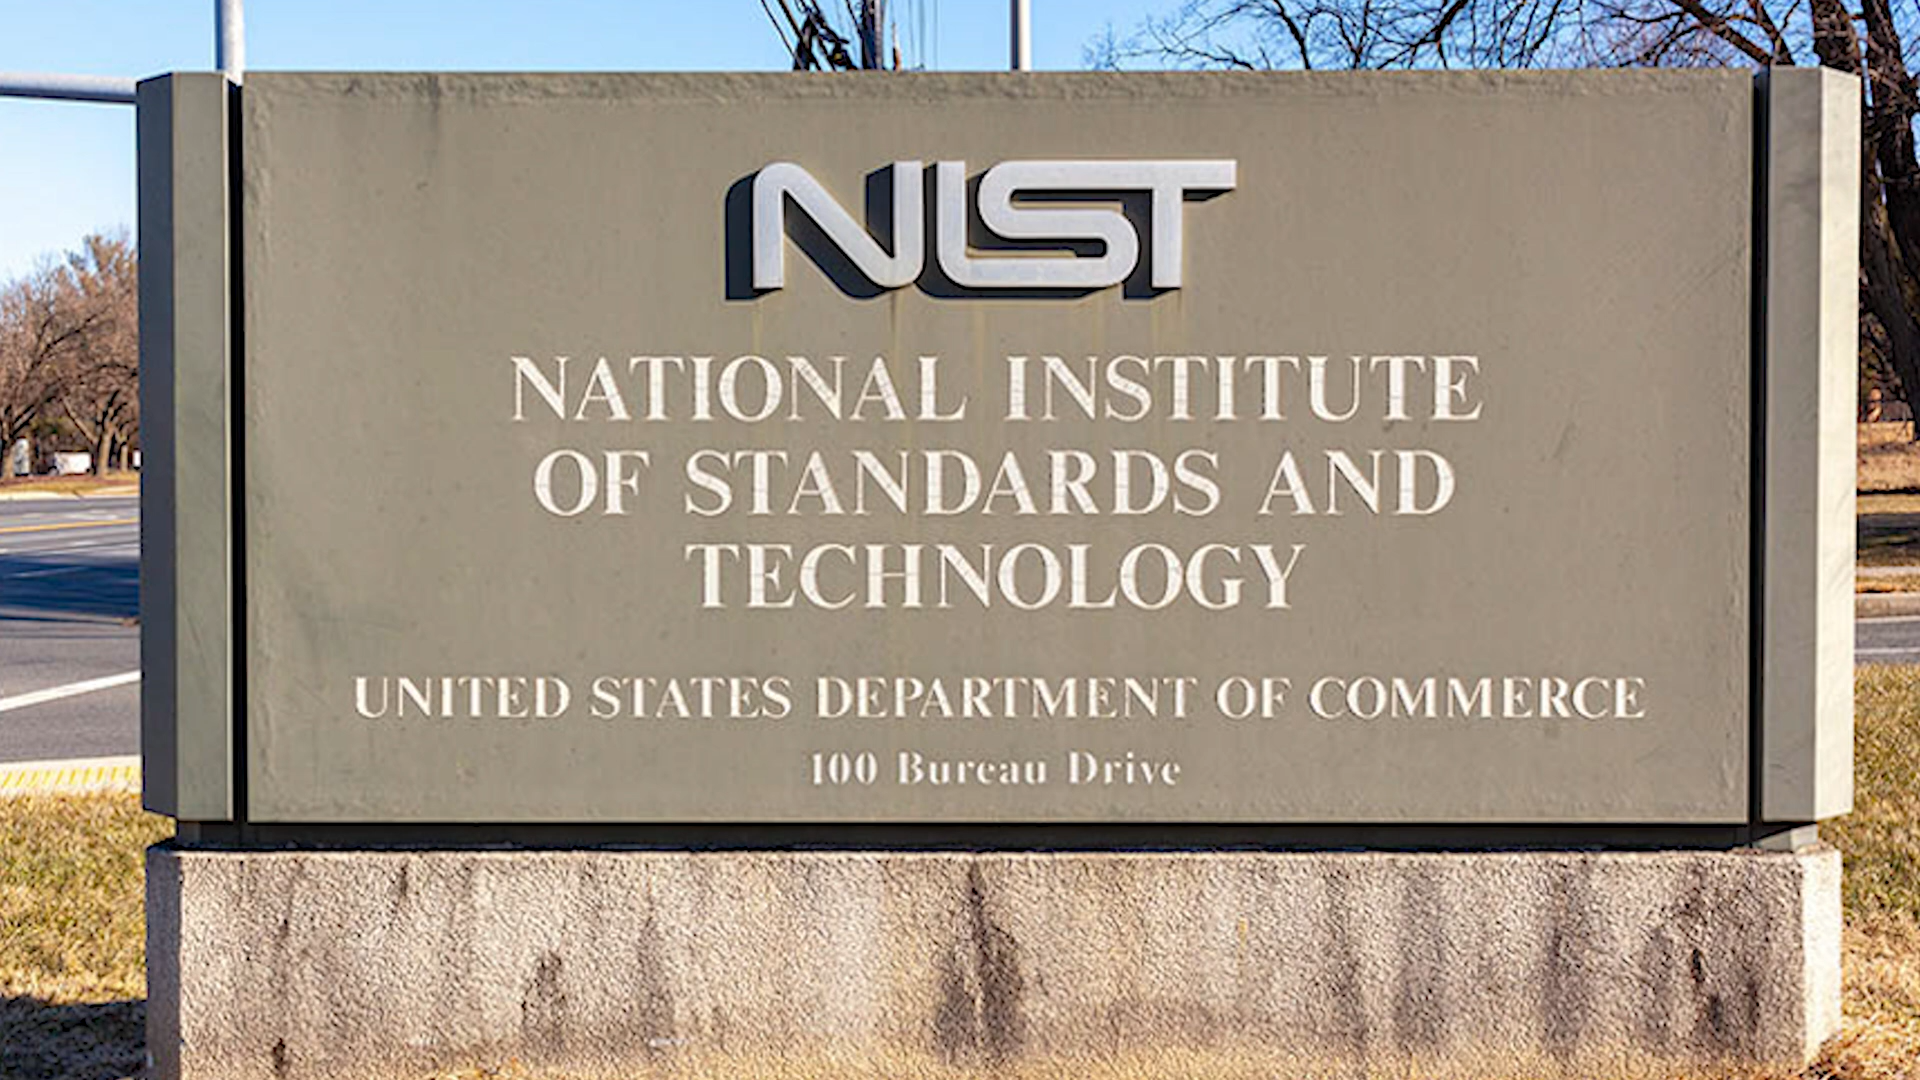 NIST
NATIONAL INSTITUTE
OF STANDARDS AND
TECHNOLOGY
UNITED STATES DEPARTMENT OF COMMERCE
100 Bureau Drive